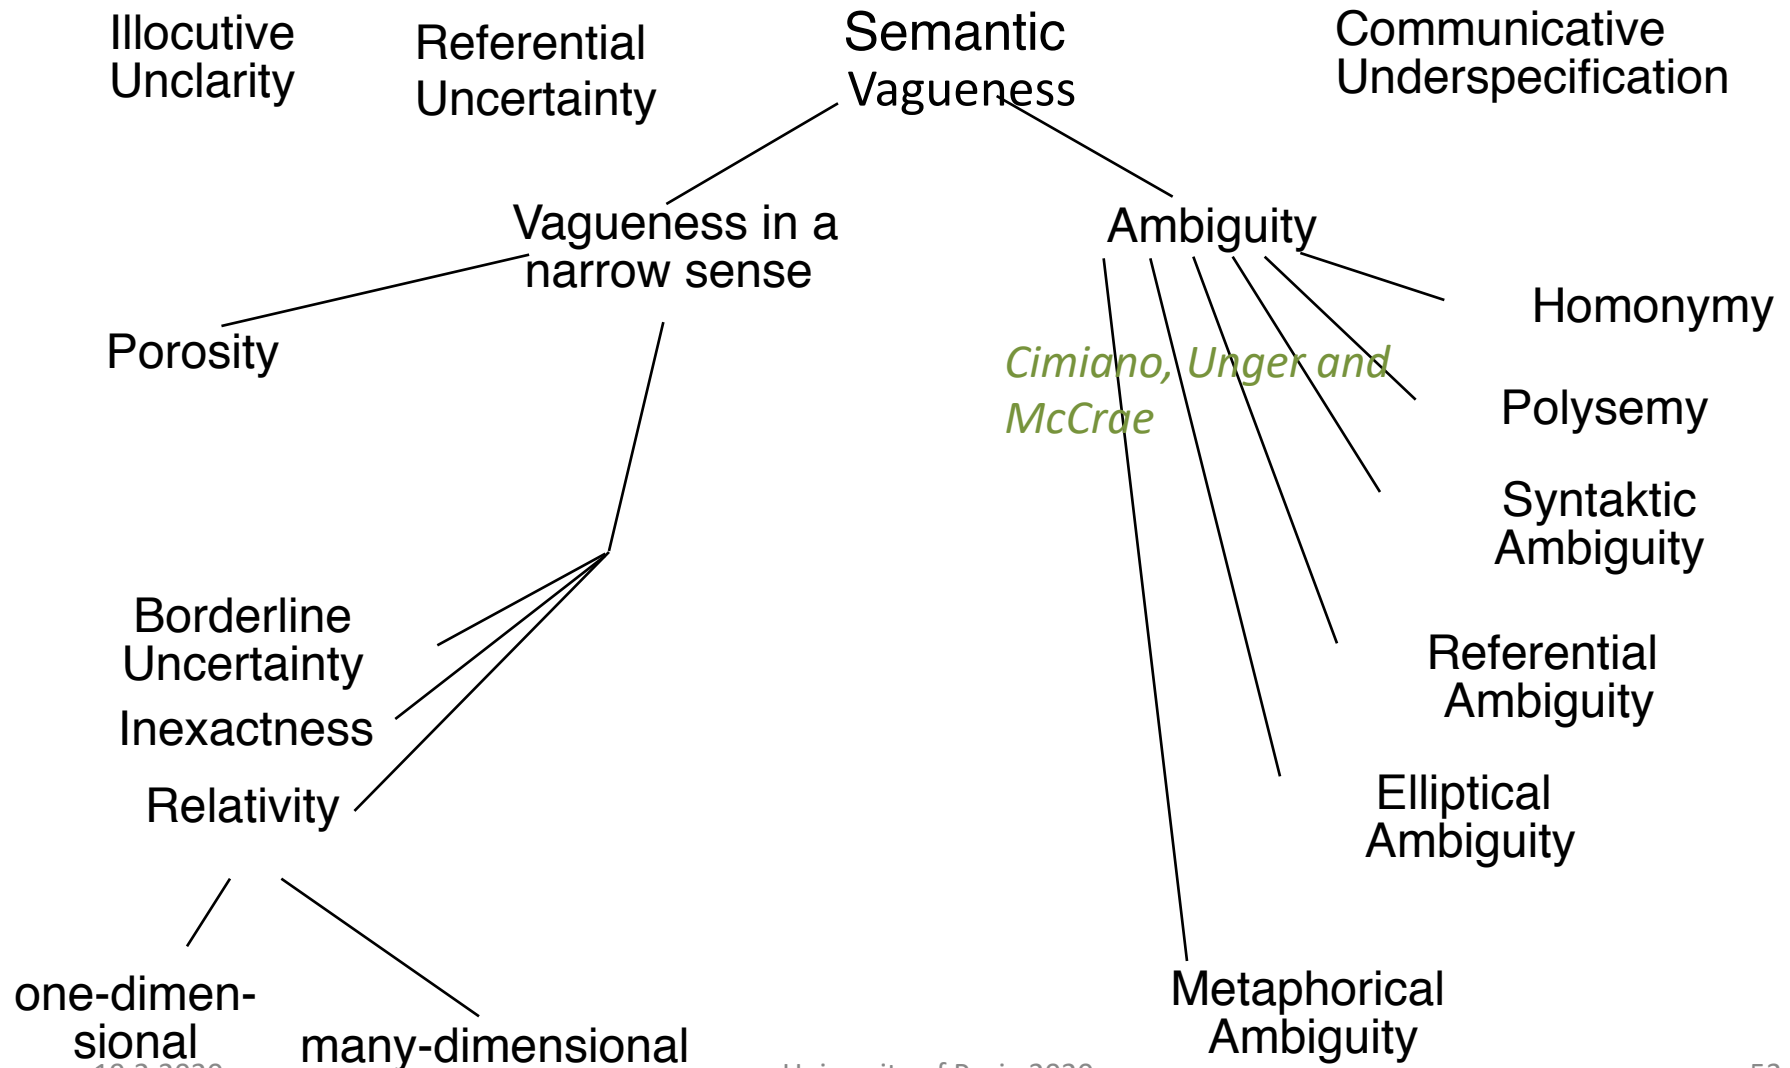 Illocutive
Unclarity
Referential
Uncertainty
Semantic
Vagueness
Communicative
Underspecification
Vagueness in a
narrow sense
Ambiguity
Porosity
Homonymy
Cimiano, Unger and
McCrae
Polysemy
Syntaktic
Ambiguity
Borderline
Uncertainty
Referential
Ambiguity
Inexactness
Relativity
Elliptical
Ambiguity
one-dimen-
sional
many-dimensional
Metaphorical
Ambiguity
2020